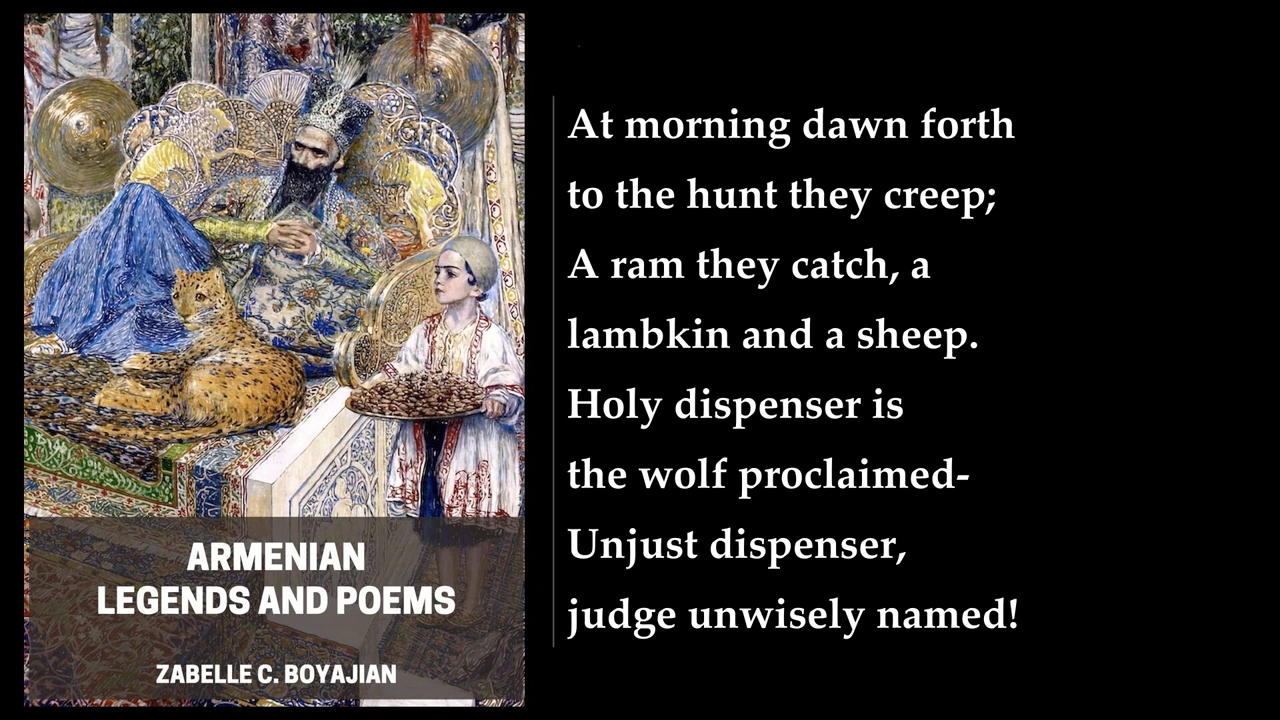 At morning dawn forth
to the hunt they creep;
A ram they catch, a
lambkin and a sheep.
Holy dispenser is
the wolf proclaimed-
Unjust dispenser,
judge unwisely named!
ARMENIAN
LEGENDS AND POEMS
ZABELLE C. BOYAJIAN